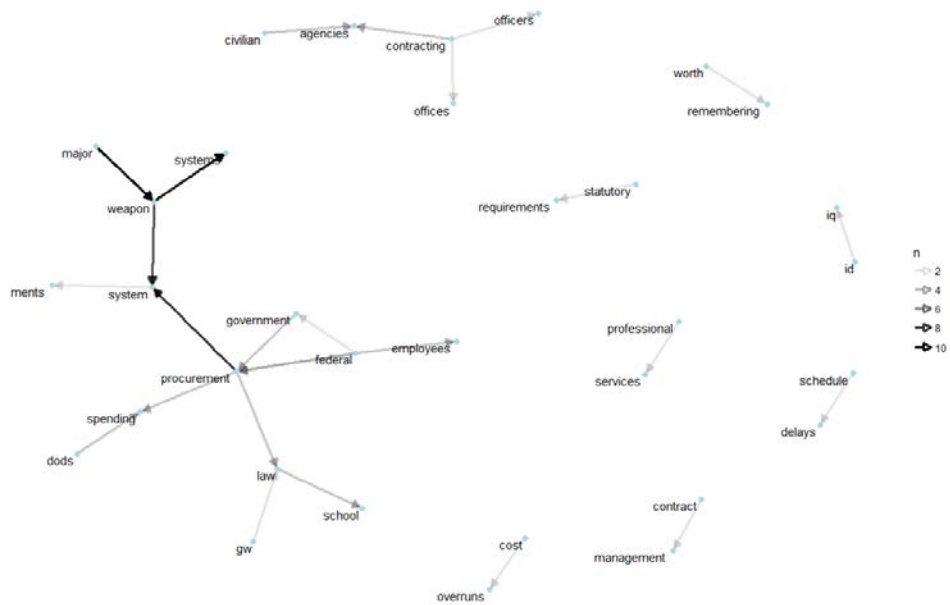 officers
civilian
agencies
contracting
offices
worth
remembering
major
systems
weapon
statutory
requirements
iq
id
n
2
4
6
8
10
ments
system
government
federal
employees
procurement
professional
services
schedule
delays
spending
dods
law
school
gw
contract
management
cost
overruns